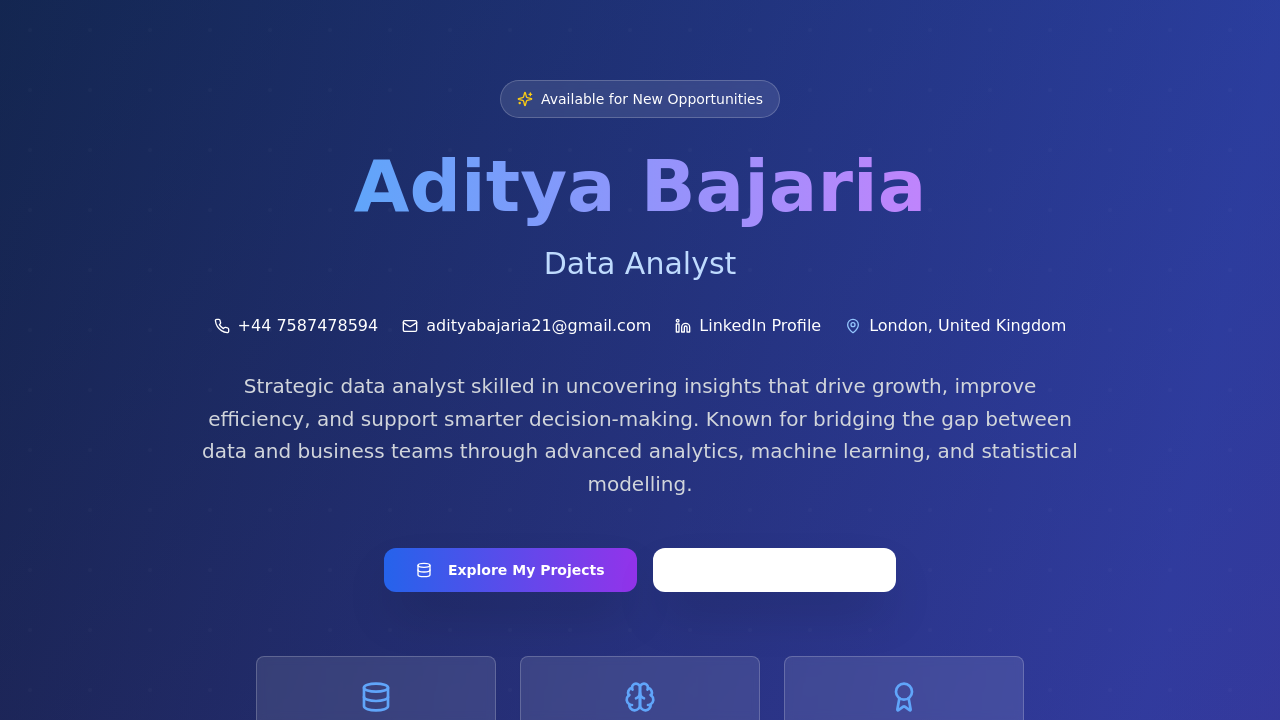 Available for New Opportunities
Aditya Bajaria
Data Analyst
+44 7587478594 adityabajaria21@gmail.com LinkedIn Profile London, United Kingdom
Strategic data analyst skilled in uncovering insights that drive growth, improve
efficiency, and support smarter decision-making. Known for bridging the gap between
data and business teams through advanced analytics, machine learning, and statistical
modelling.
Explore My Projects